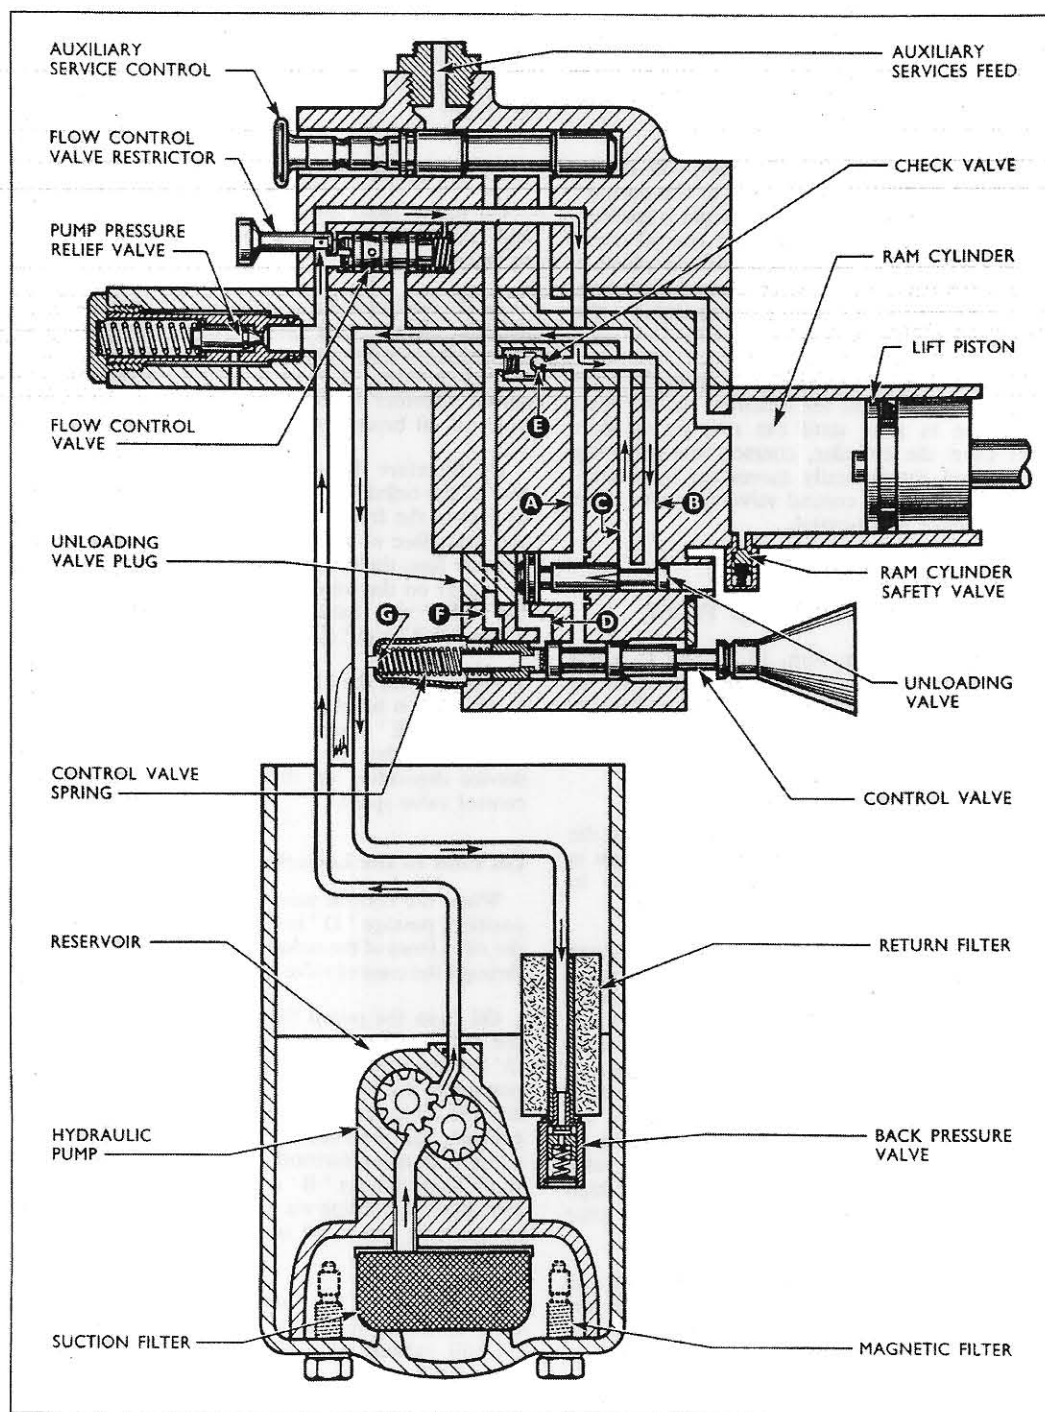 AUXILIARY
SERVICE CONTROL
FLOW CONTROL
VALVE RESTRICTOR
PUMP PRESSURE
RELIEF VALVE
FLOW CONTROL
VALVE
UNLOADING
VALVE PLUG
CONTROL VALVE
SPRING
RESERVOIR
HYDRAULIC
PUMP
SUCTION FILTER
AUXILIARY
SERVICES FEED
CHECK VALVE
RAM CYLINDER
LIFT PISTON
RAM CYLINDER
SAFETY VALVE
UNLOADING
VALVE
CONTROL VALVE
RETURN FILTER
BACK PRESSURE
VALVE
MAGNETIC FILTER
E
A
C
B
G
F
D